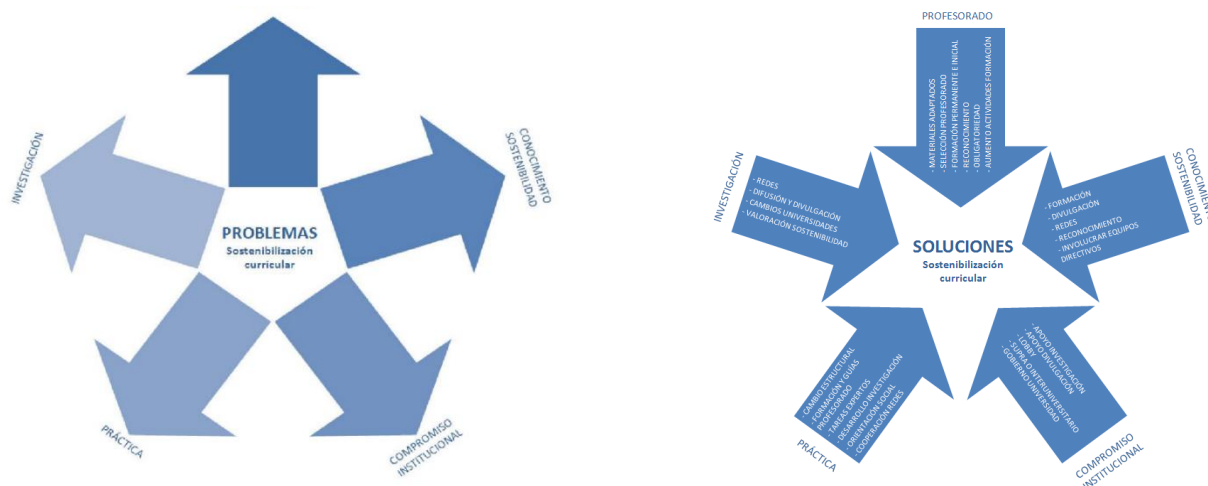 INVESTIGACIÓN
CONOCIMIENTO
SOSTENIBILIDAD
PROBLEMAS
Sostenibilización
curricular
PRÁCTICA
COMPROMISO
INSTITUCIONAL
PROFESORADO
- MATERIALES ADAPTADOS
- SELECCIÓN PROFESORADO
- FORMACIÓN PERMANENTE E INICIAL
- RECONOCIMIENTO
- OBLIGATORIEDAD
- AUMENTO ACTIVIDADES FORMACIÓN
INVESTIGACIÓN
- REDES
- DIFUSIÓN Y DIVULGACIÓN
- CAMBIOS UNIVERSIDADES
- VALORACIÓN SOSTENIBILIDAD
CONOCIMIENTO
SOSTENIBILIDAD
- FORMACIÓN
- DIVULGACIÓN
- REDES
- RECONOCIMIENTO
- INVOLUCRAR EQUIPOS
DIRECTIVOS
SOLUCIONES
Sostenibilización
curricular
- CAMBIO ESTRUCTURAL
- FORMACIÓN Y GUÍAS
PROFESORADO
- TAREAS EXPERTOS
- DESARROLLO INVESTIGACIÓN
- ORIENTACIÓN SOCIAL
- COOPERACIÓN REDES
PRÁCTICA
- APOYO INVESTIGACIÓN
- APOYO DIVULGACIÓN
- LOBBY
- SUPRA O INTERUNIVERSITARIO
- GOBIERNO UNIVERSIDAD
COMPROMISO
INSTITUCIONAL